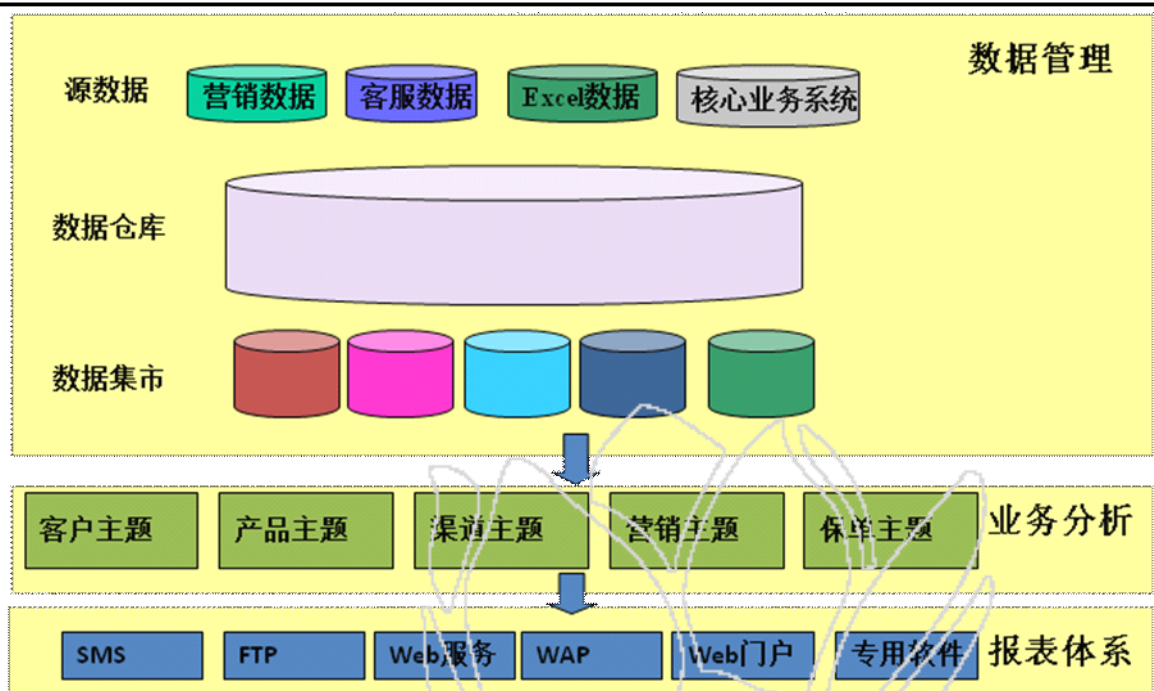 数据管理
源数据
营销数据
客服数据
Excel数据
核心业务系统
数据仓库
数据集市
客户主题
产品主题
渠道主题
营销主题
保单主题
业务分析
SMS
FTP
Web服务
WAP
Web门户
专用软件
报表体系